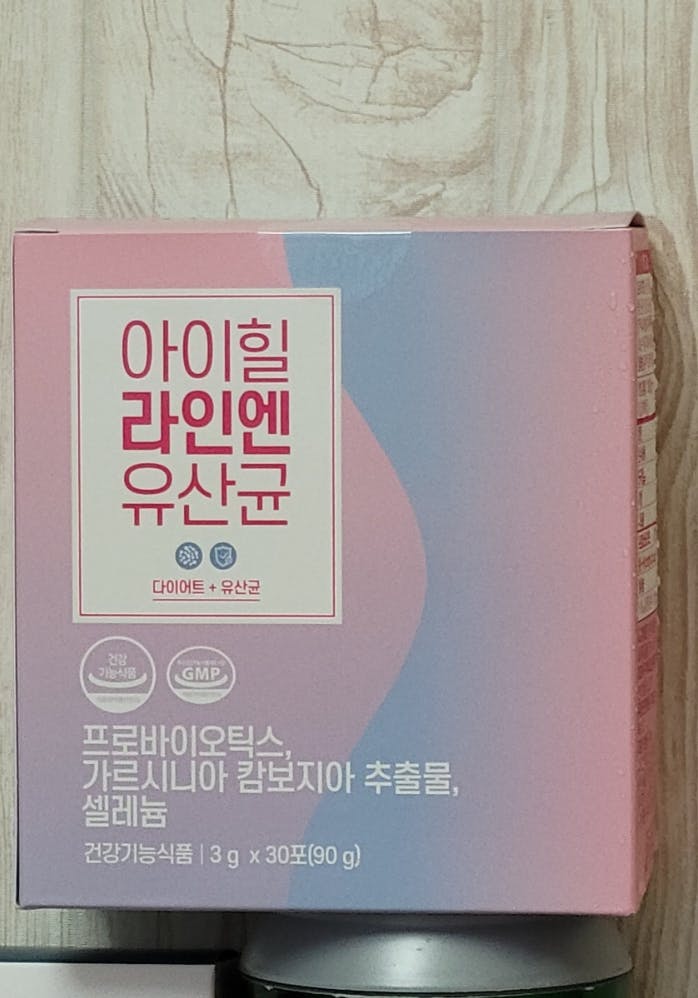 아이힐
라인엔
유산균
다이어트 + 유산균
건강
기능식품
GMP
프로바이오틱스,
가르시니아 캄보지아 추출물,
셀레늄
건강기능식품 | 3 g x 30포(90 g)